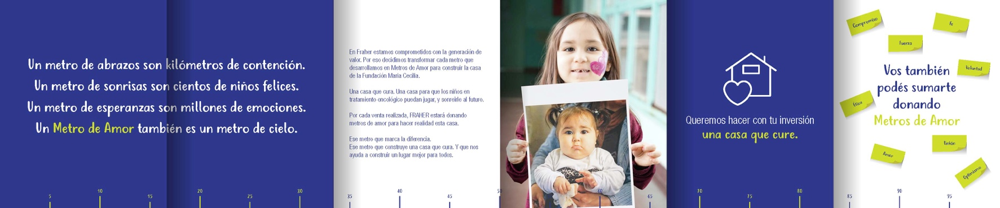 Un metro de abrazos son kilómetros de contención.
Un metro de sonrisas son cientos de niños felices.
Un metro de esperanzas son millones de emociones.
Un Metro de Amor también es un metro de cielo.
En Fraher estamos comprometidos con la generación de
valor. Por eso decidimos transformar cada metro que
desarrollamos en Metros de Amor para construir la casa
de la Fundación María Cecilia.
Una casa que cura. Una casa para que los niños en
tratamiento oncológico puedan jugar, y sonreirle al futuro.
Por cada venta realizada, FRAHER estará donando
metros de amor para hacer realidad esta casa.
Ese metro que marca la diferencia.
Ese metro que construye una casa que cura. Y que nos
ayuda a construir un lugar mejor para todos.
Queremos hacer con tu inversión
una casa que cure.
Compromiso
Fe
Fuerza
Voluntad
Vos también
podés sumarte
donando
Metros de Amor
Ética
Unión
Amor
Optimismo
5 10 15 20 25 30 35 40 45 50 60 65 70 75 80 85 90 95